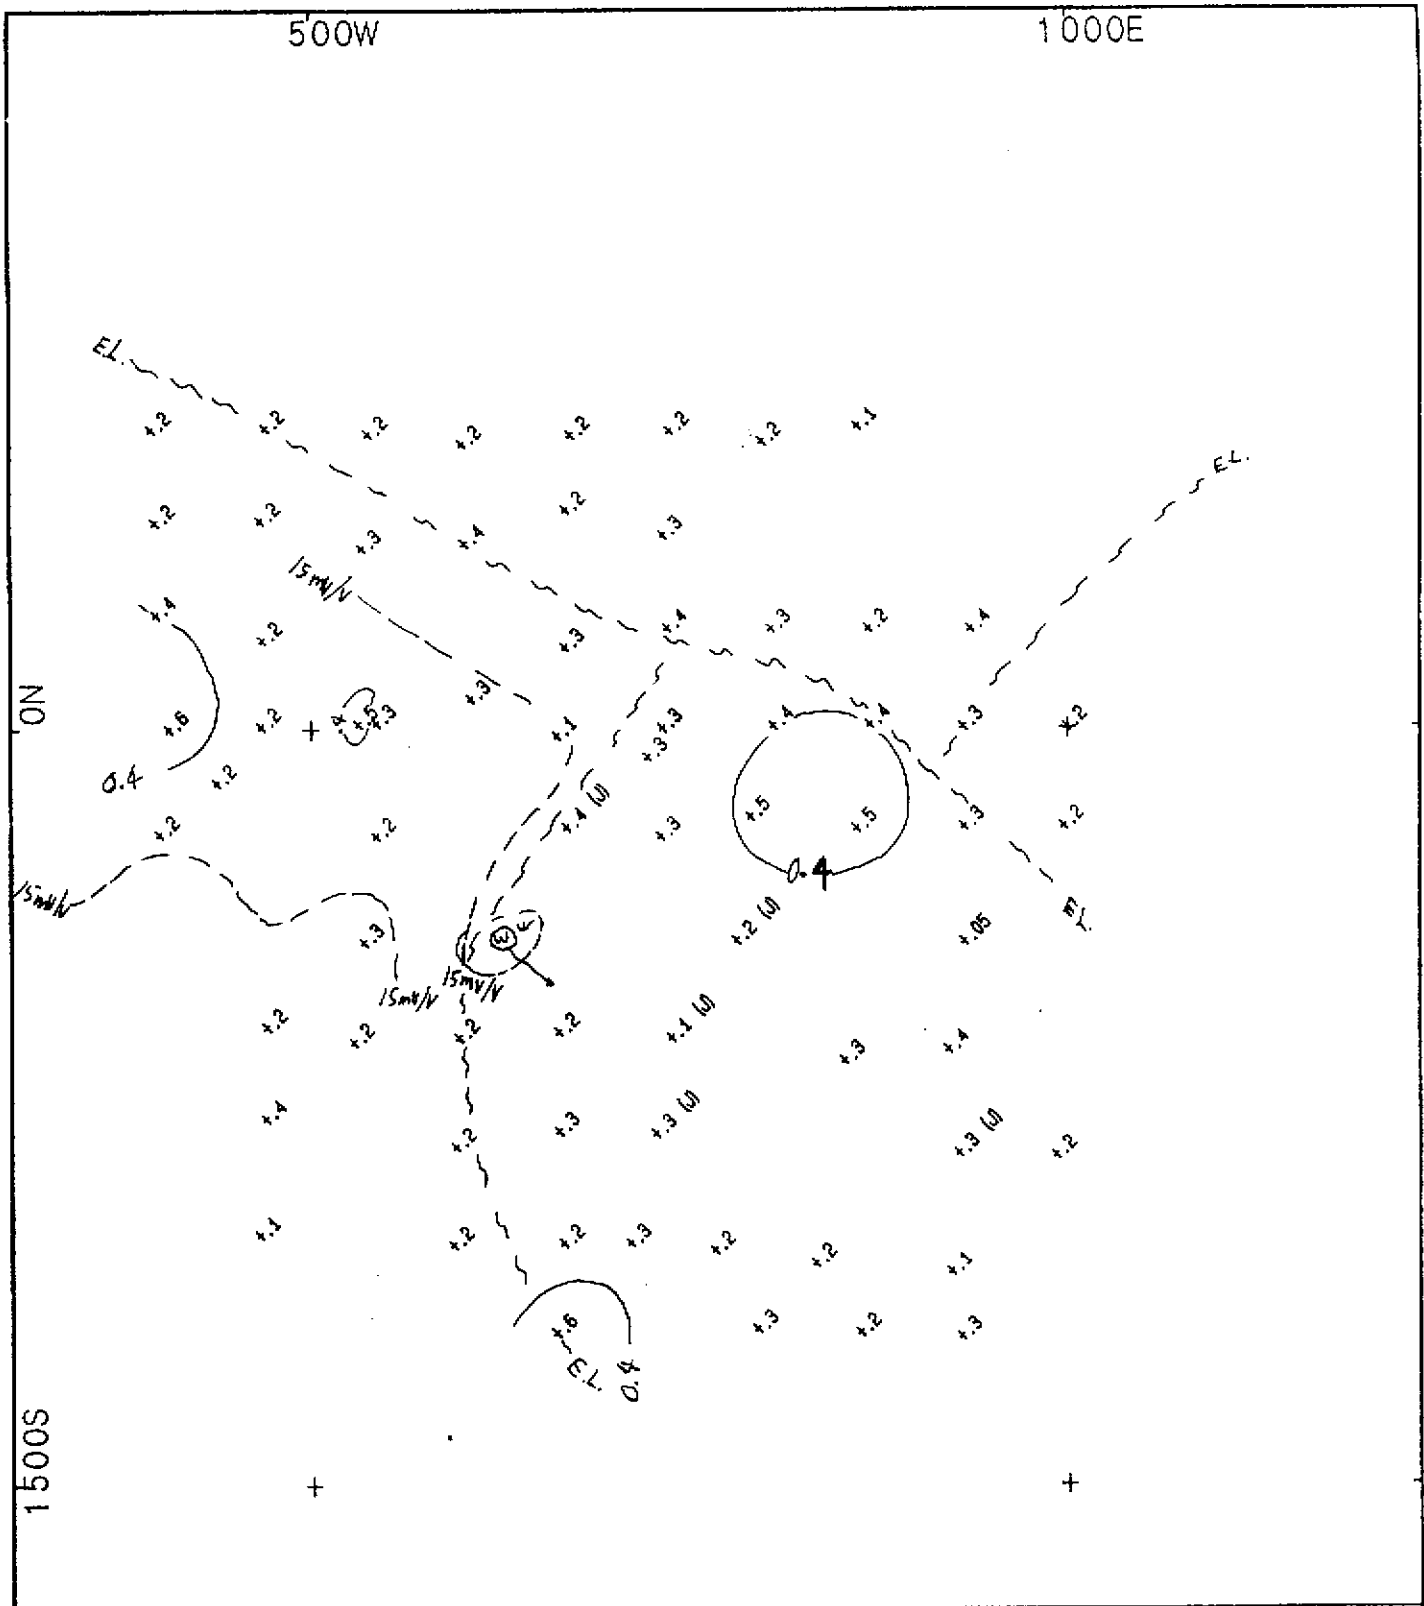 500W 1000E
E.L.
+.2 +.2 +.2 +.2 +.2 +.2 +.2 +.1
E.L.
+.2 +.2 +.3 +.4 +.2 +.3
15mV/V
+.4 +.2 +.3 +.4 +.3 +.2 +.4
0N
+.6 +.2 + .4 +.5 +.3 +.3 +.1 +.3 +.3 +.4 +.4 +.3 +.2
0.4 +.2
+.2 +.2 +.4 (J) +.3 +.5 +.5 +.3 +.2
0.4
15mV/V
+.3 +.2 (J) +.05 E.L.
15mV/V 15mV/V
+.2 +.2 +.2 +.2 +.1 (J) +.3 +.4
+.4 +.2 +.3 +.3 (J) +.3 (J) +.2
+.1 +.2 +.2 +.3 +.2 +.2 +.1
+.6 +.3 +.2 +.3
E.L. 0.4
1500S
+ +